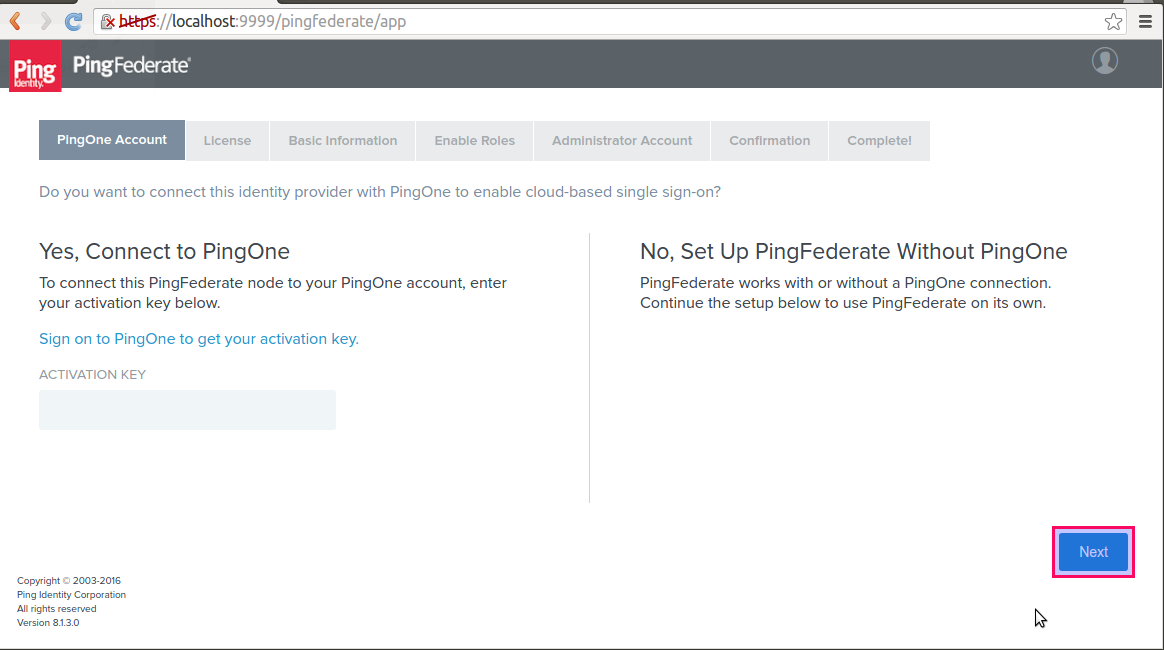 https://localhost:9999/pingfederate/app
Ping
Identity.
PingFederate®
PingOne Account
License
Basic Information
Enable Roles
Administrator Account
Confirmation
Complete!
Do you want to connect this identity provider with PingOne to enable cloud-based single sign-on?
Yes, Connect to PingOne
To connect this PingFederate node to your PingOne account, enter
your activation key below.
Sign on to PingOne to get your activation key.
ACTIVATION KEY
No, Set Up PingFederate Without PingOne
PingFederate works with or without a PingOne connection.
Continue the setup below to use PingFederate on its own.
Next
Copyright © 2003-2016
Ping Identity Corporation
All rights reserved
Version 8.1.3.0